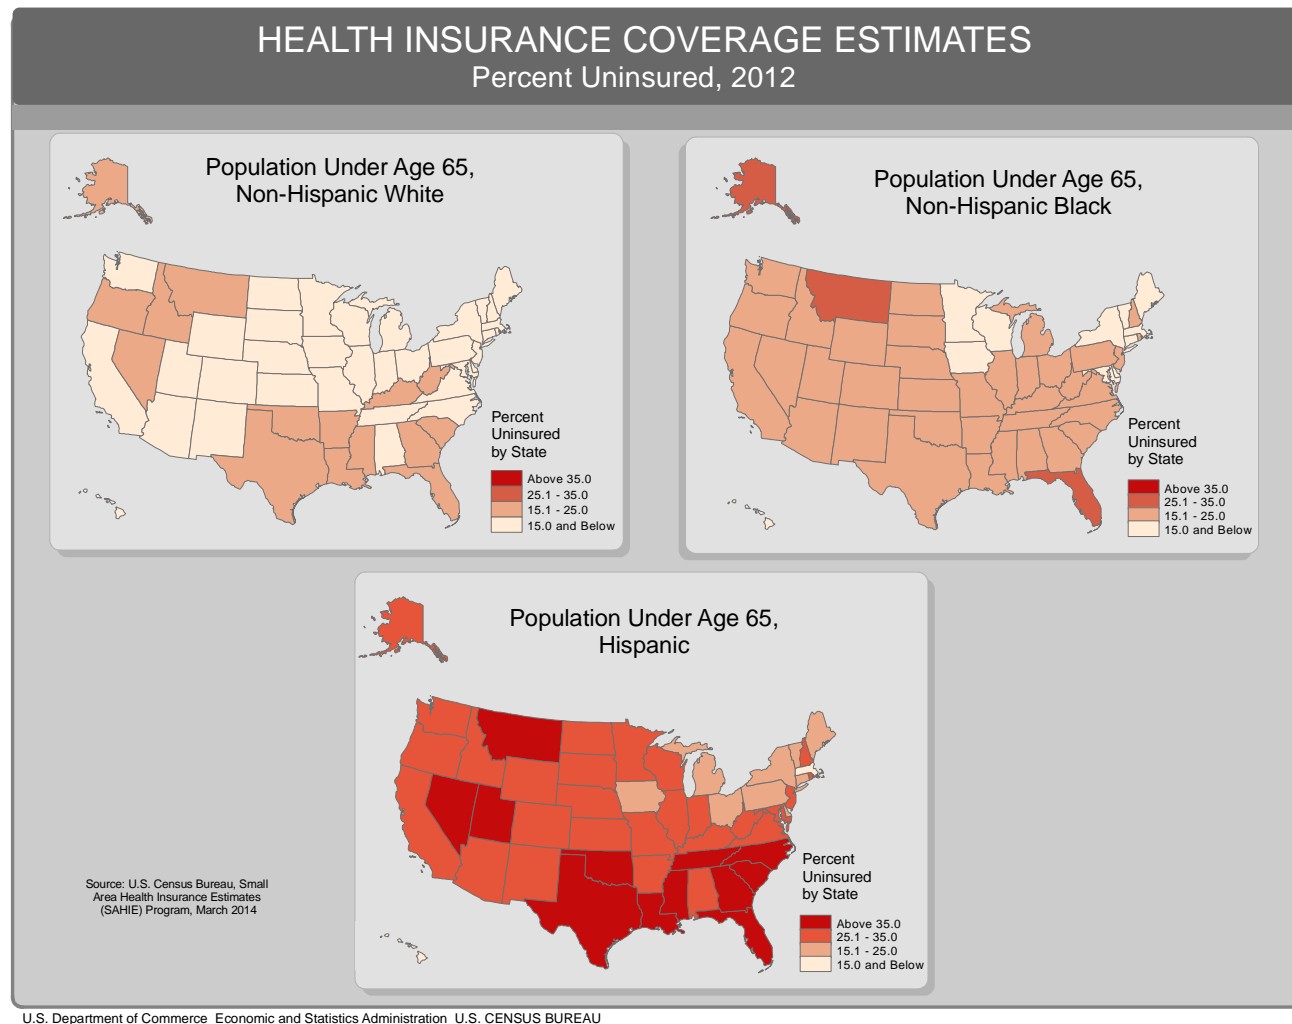 HEALTH INSURANCE COVERAGE ESTIMATES
Percent Uninsured, 2012
Population Under Age 65,
Non-Hispanic White
Percent
Uninsured
by State
Above 35.0
25.1 - 35.0
15.1 - 25.0
15.0 and Below
Population Under Age 65,
Non-Hispanic Black
Percent
Uninsured
by State
Above 35.0
25.1 - 35.0
15.1 - 25.0
15.0 and Below
Population Under Age 65,
Hispanic
Percent
Uninsured
by State
Above 35.0
25.1 - 35.0
15.1 - 25.0
15.0 and Below
Source: U.S. Census Bureau, Small
Area Health Insurance Estimates
(SAHIE) Program, March 2014
U.S. Department of Commerce Economic and Statistics Administration U.S. CENSUS BUREAU